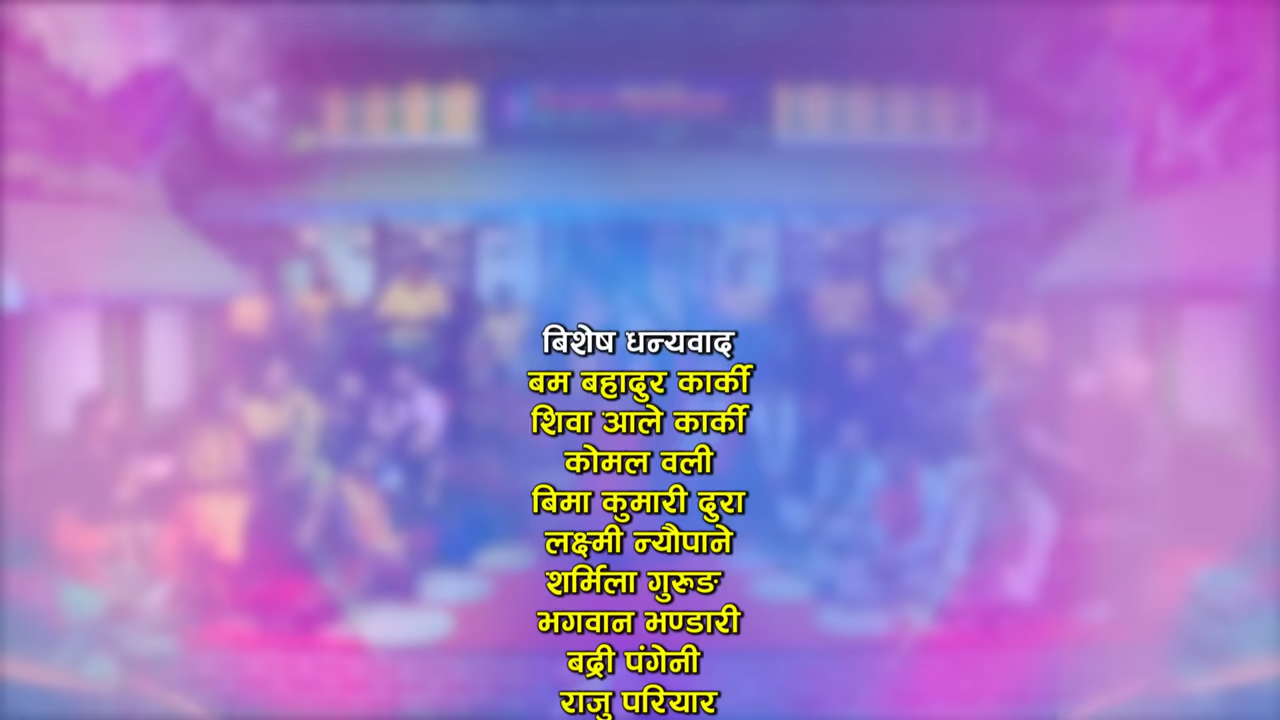 बिशेष धन्यवाद
बम बहादुर कार्की
शिवा आले कार्की
कोमल वली
बिमा कुमारी दुरा
लक्ष्मी न्यौपाने
शर्मिला गुरूङ
भगवान भण्डारी
बद्री पंगेनी
राजु परियार